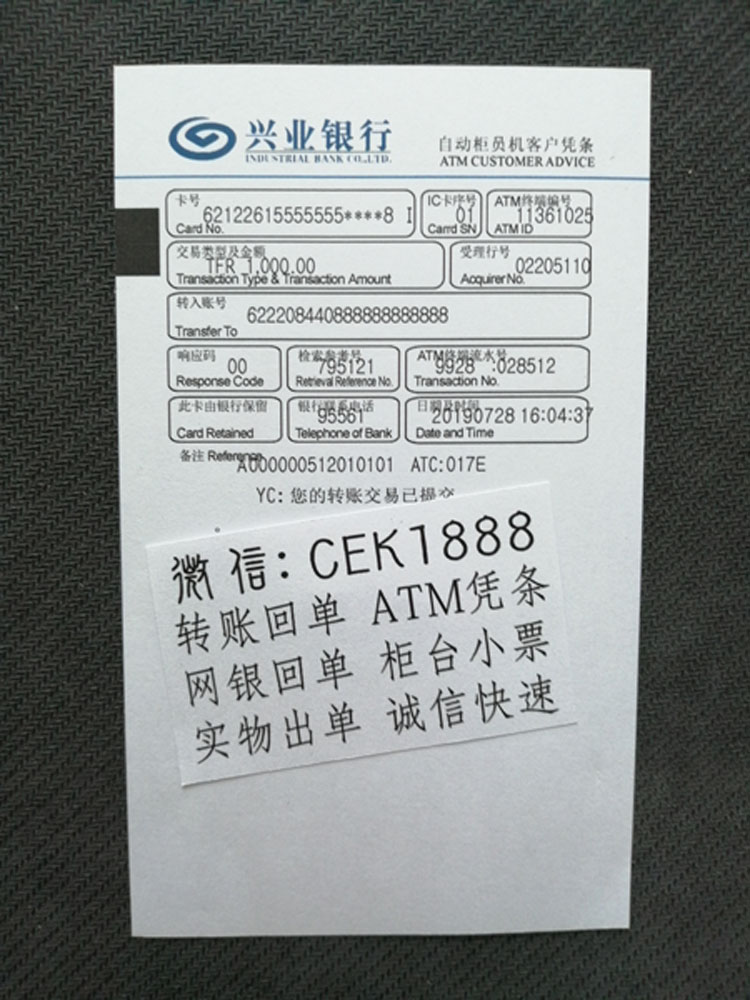 兴业银行
INDUSTRIAL BANK CO.,LTD.
自动柜员机客户凭条
ATM CUSTOMER ADVICE
卡号
62122615555555****8 I
Card No.
IC卡序号
01
Carrd SN
ATM终端编号
11361025
ATM ID
交易类型及金额
TFR 1,000.00
Transaction Type & Transaction Amount
受理行号
02205110
Acquirer No.
转入账号
6222084408888888888888
Transfer To
响应码
00
Response Code
检索参考号
795121
Retrieval Reference No.
ATM终端流水号
9928 :028512
Transaction No.
此卡由银行保留
Card Retained
银行联系电话
95561
Telephone of Bank
日期及时间
20190728 16:04:37
Date and Time
备注 Reference
A000000512010101 ATC:017E
YC: 您的转账交易已提交
微信: CEK1888
转账回单 ATM凭条
网银回单 柜台小票
实物出单 诚信快速